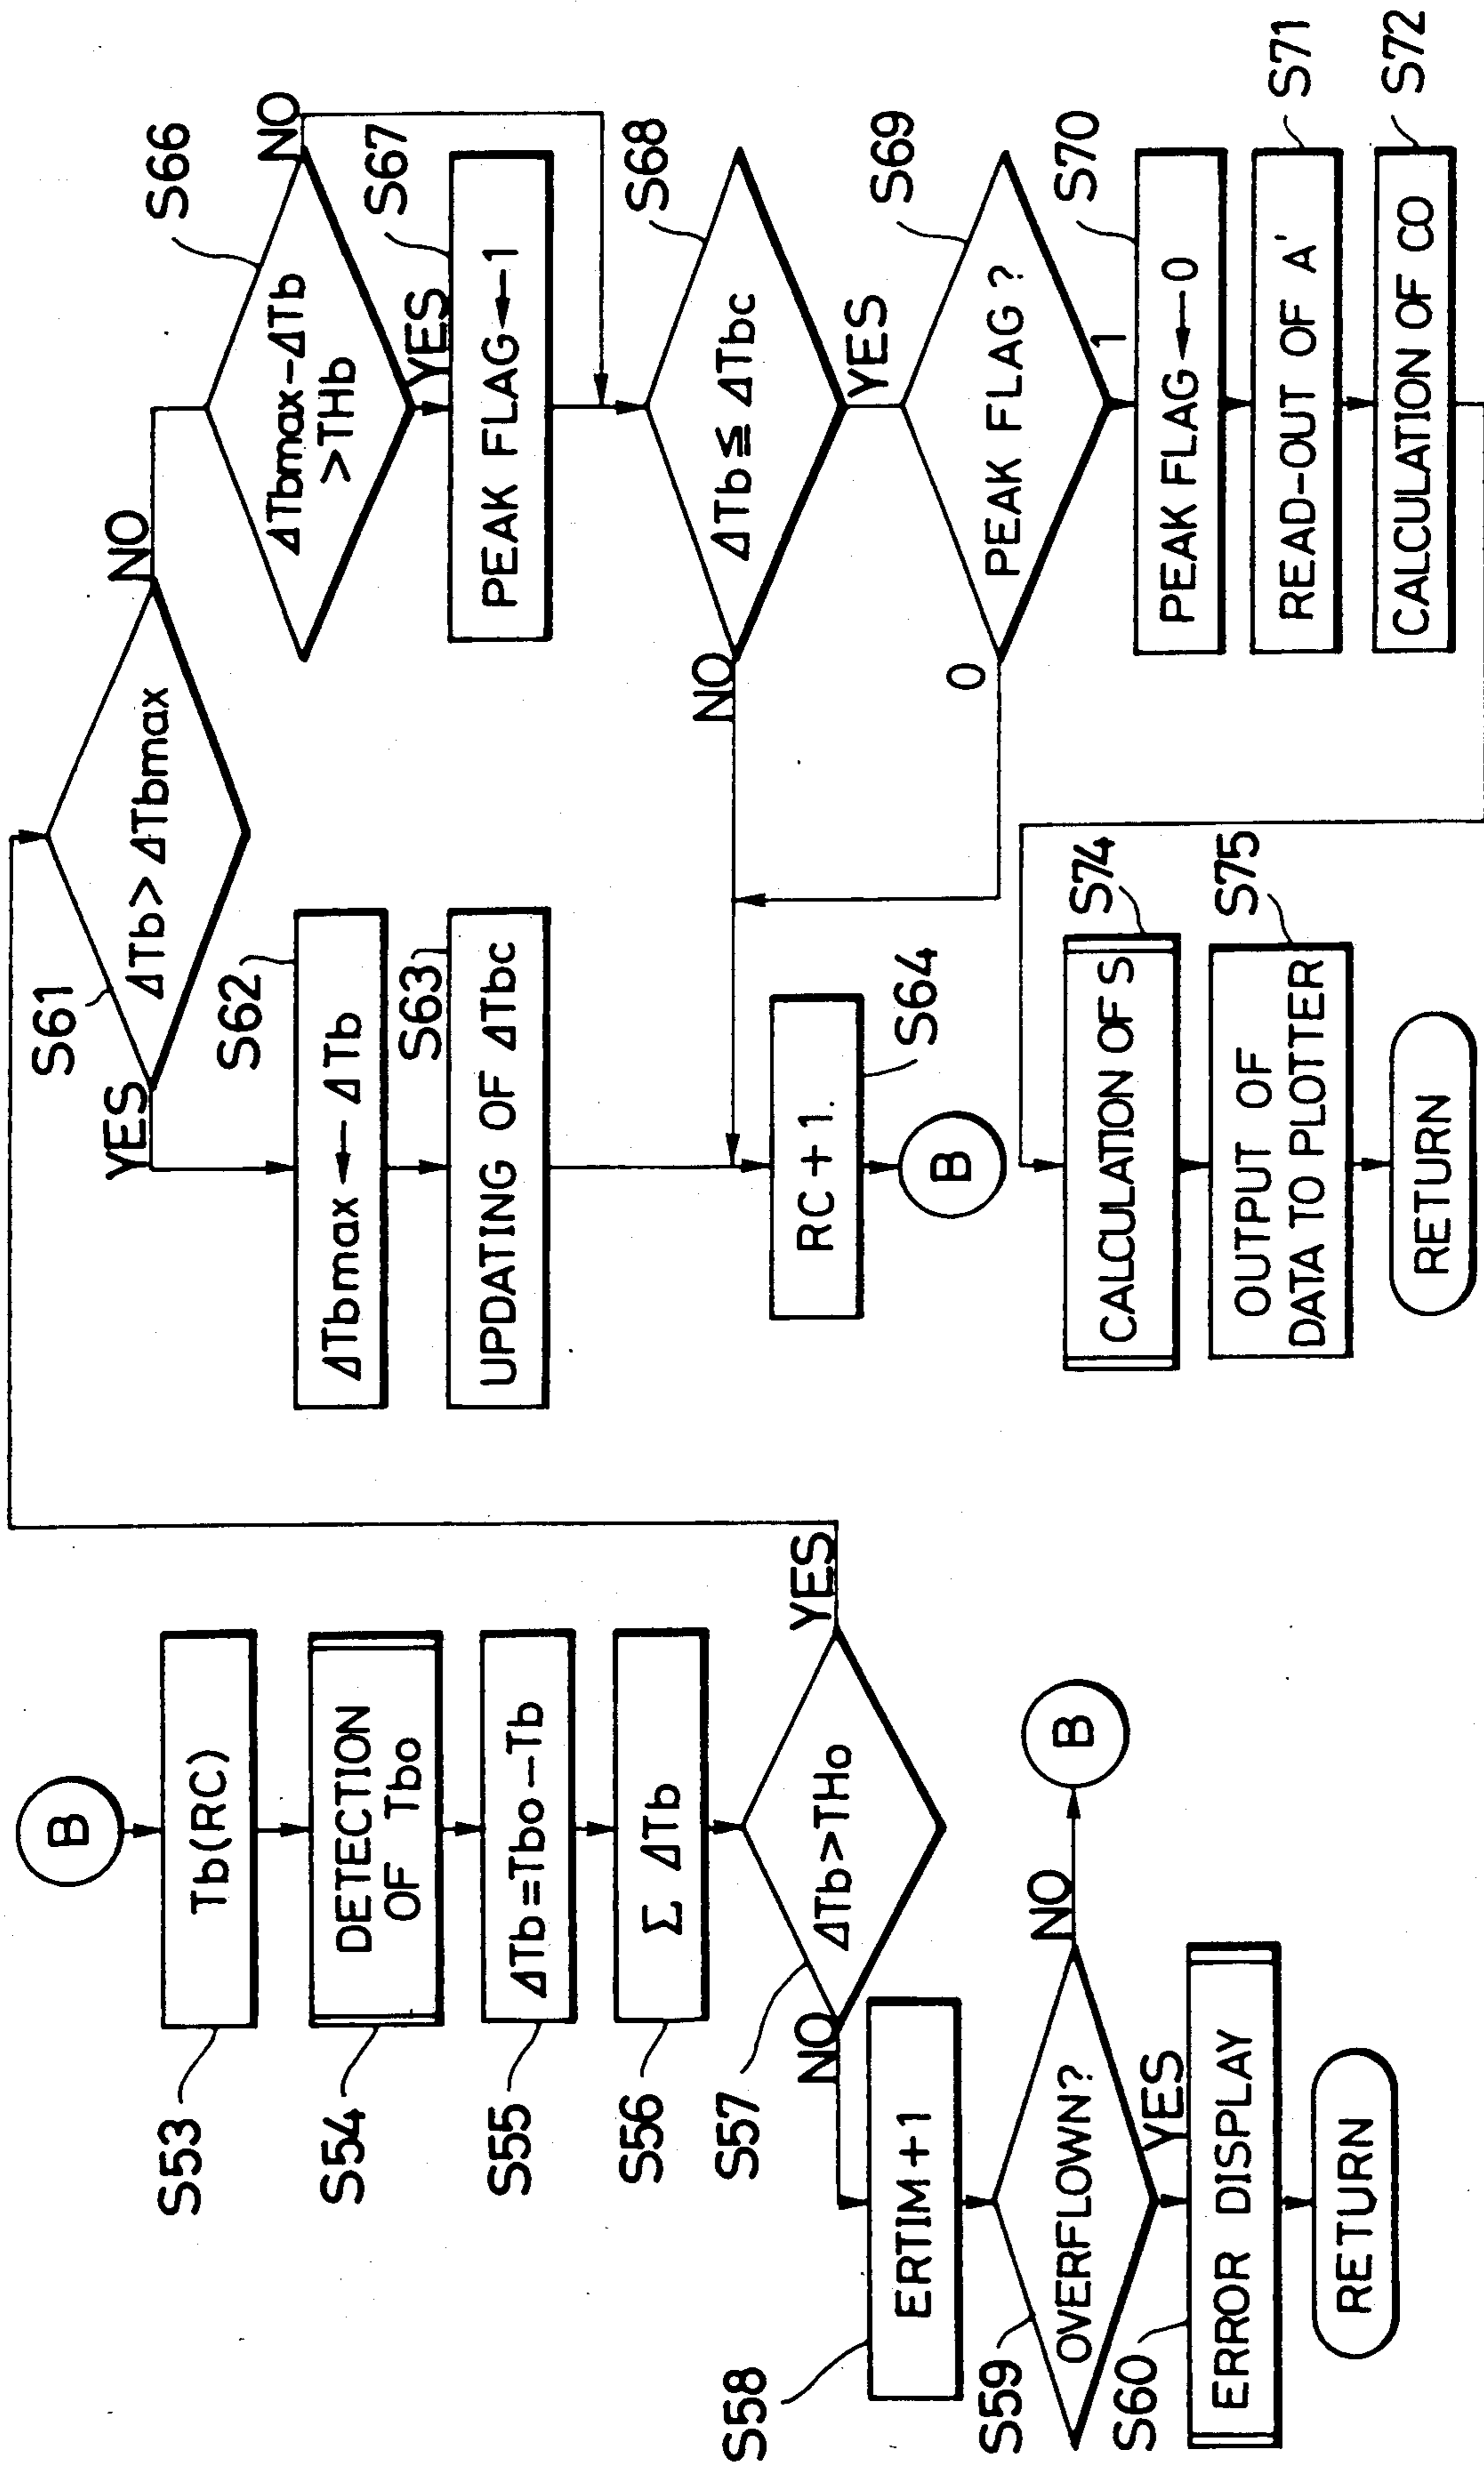 B
S53
Tb(RC)
S54
DETECTION
OF Tbo
S55
ΔTb=Tbo-Tb
S56
Σ ΔTb
S57
ΔTb>THo
NO
YES
S58
ERTIM+1
S59
OVERFLOWN?
NO
B
YES
S60
ERROR DISPLAY
RETURN
S61
ΔTb>ΔTbmax
YES
NO
S62
ΔTbmax←ΔTb
S63
UPDATING OF ΔTbc
RC+1
S64
B
S66
ΔTbmax-ΔTb
>THb
NO
YES
S67
PEAK FLAG←1
S68
ΔTb≦ΔTbc
NO
YES
S69
PEAK FLAG?
0
1
S70
PEAK FLAG←0
S71
READ-OUT OF A'
S72
CALCULATION OF CO
S74
CALCULATION OF S
S75
OUTPUT OF
DATA TO PLOTTER
RETURN